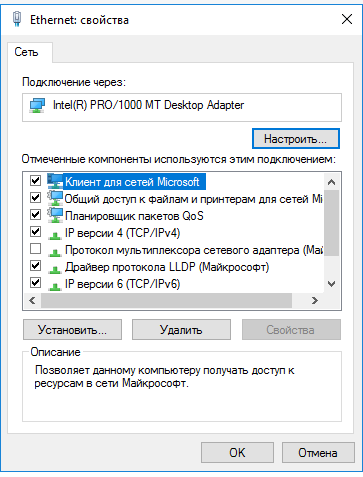 Ethernet: свойства
Сеть
Подключение через:
Intel(R) PRO/1000 MT Desktop Adapter
Настроить...
Отмеченные компоненты используются этим подключением:
Клиент для сетей Microsoft
Общий доступ к файлам и принтерам для сетей Mi
Планировщик пакетов QoS
IP версии 4 (TCP/IPv4)
Протокол мультиплексора сетевого адаптера (Май
Драйвер протокола LLDP (Майкрософт)
IP версии 6 (TCP/IPv6)
Установить... Удалить Свойства
Описание
Позволяет данному компьютеру получать доступ к
ресурсам в сети Майкрософт.
OK Отмена